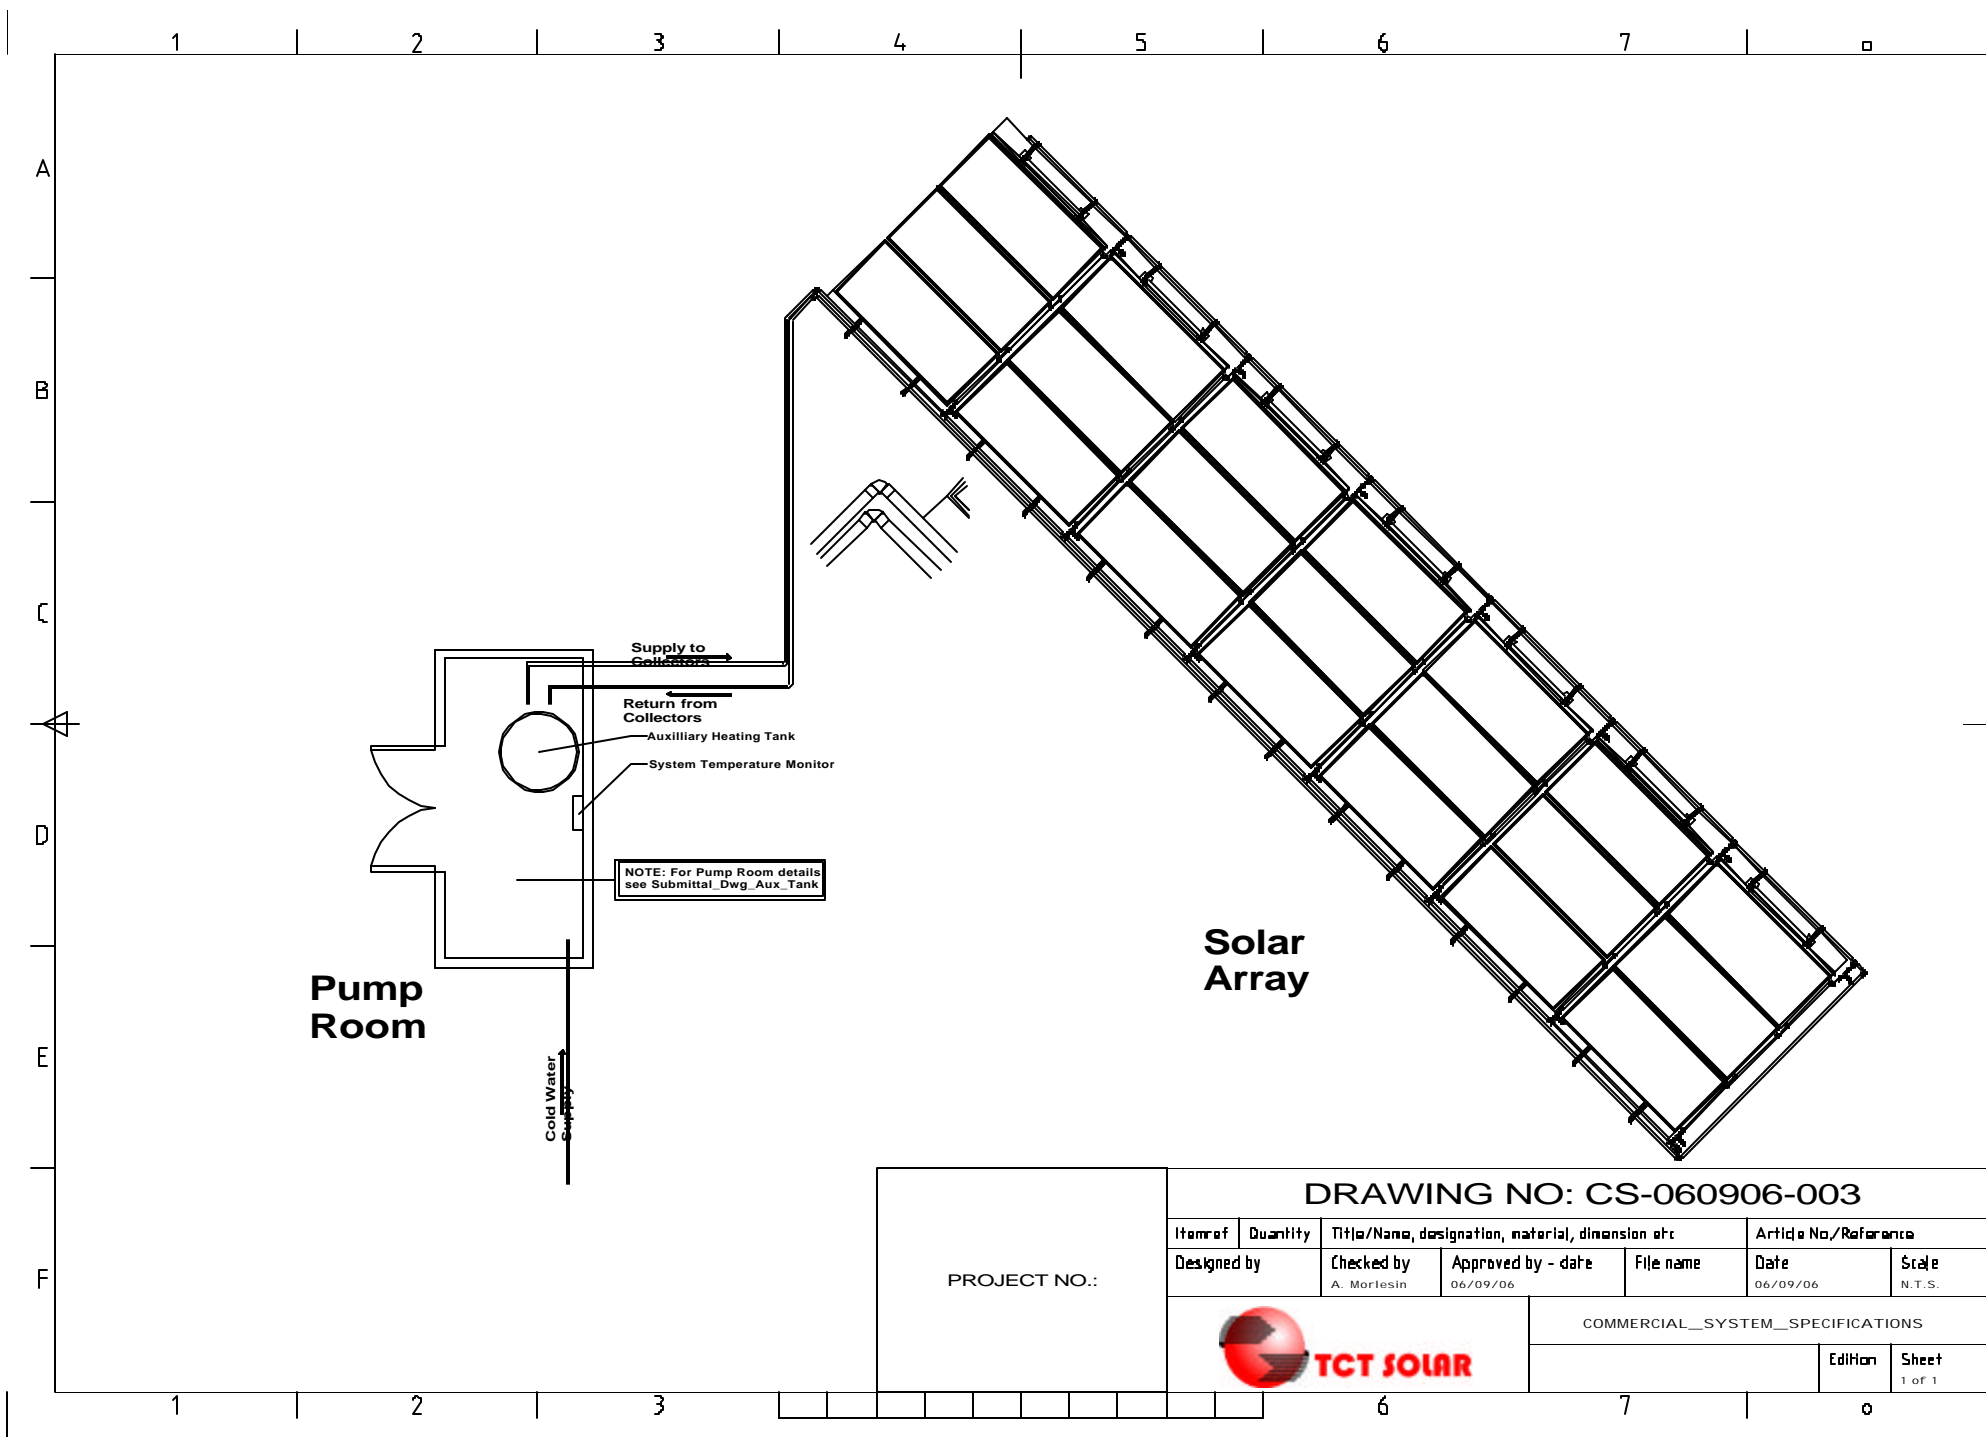 1 2 3 4 5 6 7
A
B
C
D
E
F
Supply to
Collectors
Return from
Collectors
Auxilliary Heating Tank
System Temperature Monitor
NOTE: For Pump Room details
see Submittal_Dwg_Aux_Tank
Pump
Room
Solar
Array
Cold Water
Supply
PROJECT NO.:
DRAWING NO: CS-060906-003
Itemref Quantity Title/Name, designation, material, dimension etc Article No./Reference
Designed by Checked by Approved by - date File name Date Scale
A. Morlesin 06/09/06 06/09/06 N.T.S.
TCT SOLAR
COMMERCIAL_SYSTEM_SPECIFICATIONS
Edition Sheet
1 of 1
1 2 3 6 7